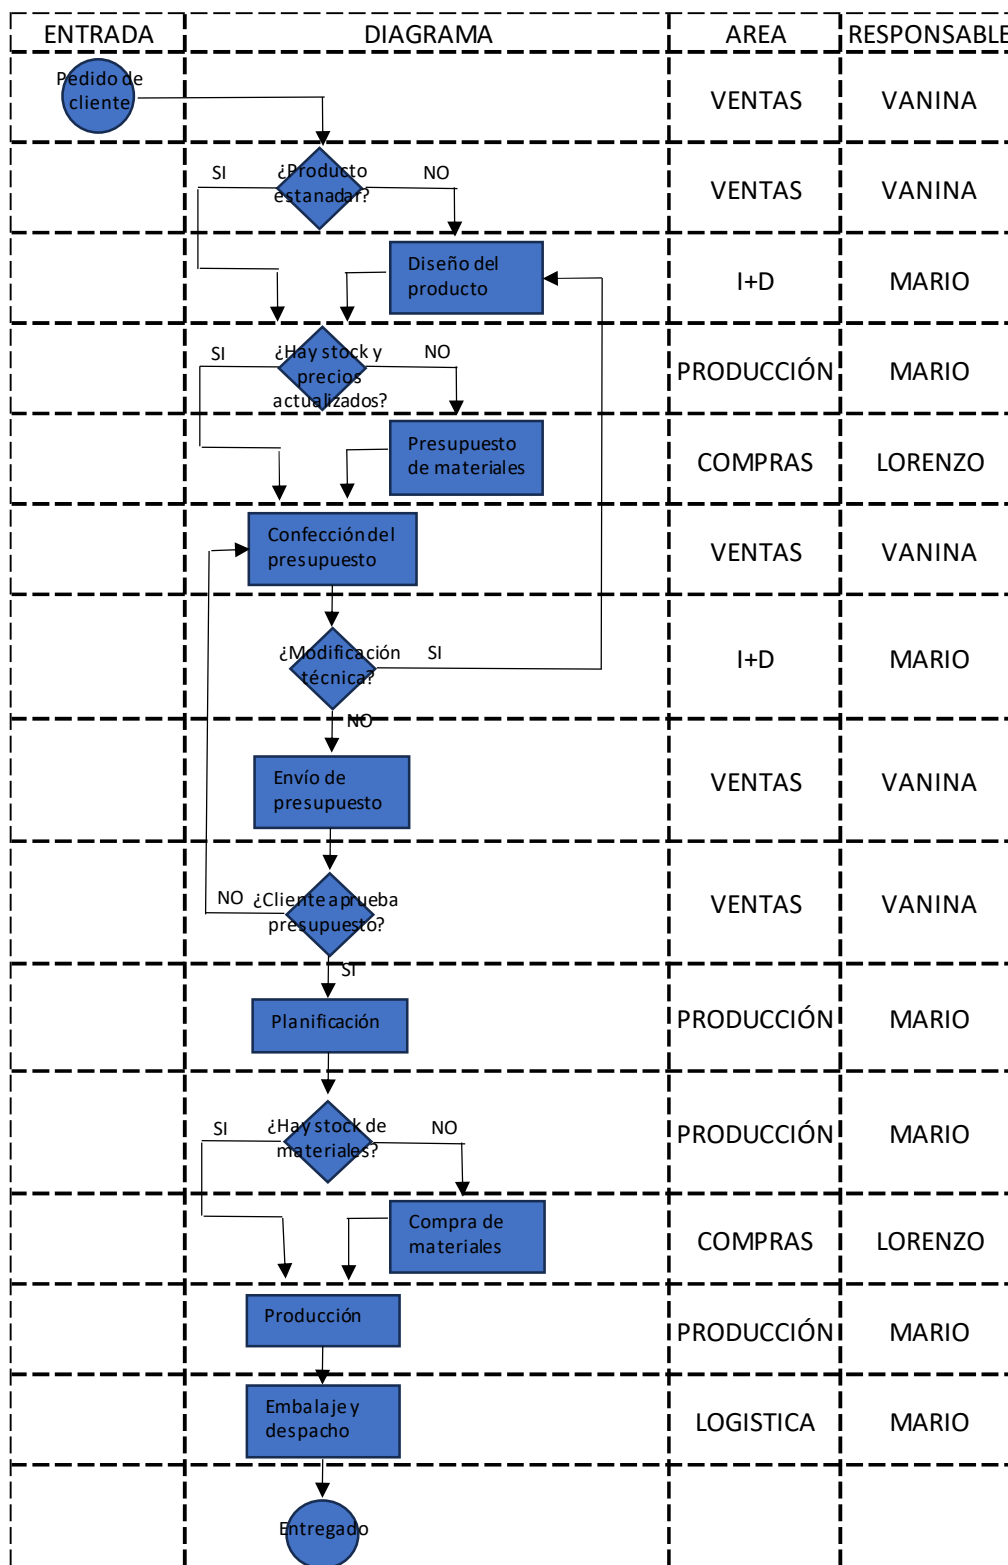 ENTRADA
DIAGRAMA
AREA
RESPONSABLE
Pedido de
cliente
VENTAS
VANINA
SI
¿Producto
estanadar?
NO
VENTAS
VANINA
Diseño del
producto
I+D
MARIO
SI
¿Hay stock y
precios
actualizados?
NO
PRODUCCIÓN
MARIO
Presupuesto
de materiales
COMPRAS
LORENZO
Confección del
presupuesto
VENTAS
VANINA
¿Modificación
técnica?
SI
I+D
MARIO
NO
Envío de
presupuesto
VENTAS
VANINA
NO
¿Cliente aprueba
presupuesto?
VENTAS
VANINA
SI
Planificación
PRODUCCIÓN
MARIO
SI
¿Hay stock de
materiales?
NO
PRODUCCIÓN
MARIO
Compra de
materiales
COMPRAS
LORENZO
Producción
PRODUCCIÓN
MARIO
Embalaje y
despacho
LOGISTICA
MARIO
Entregado